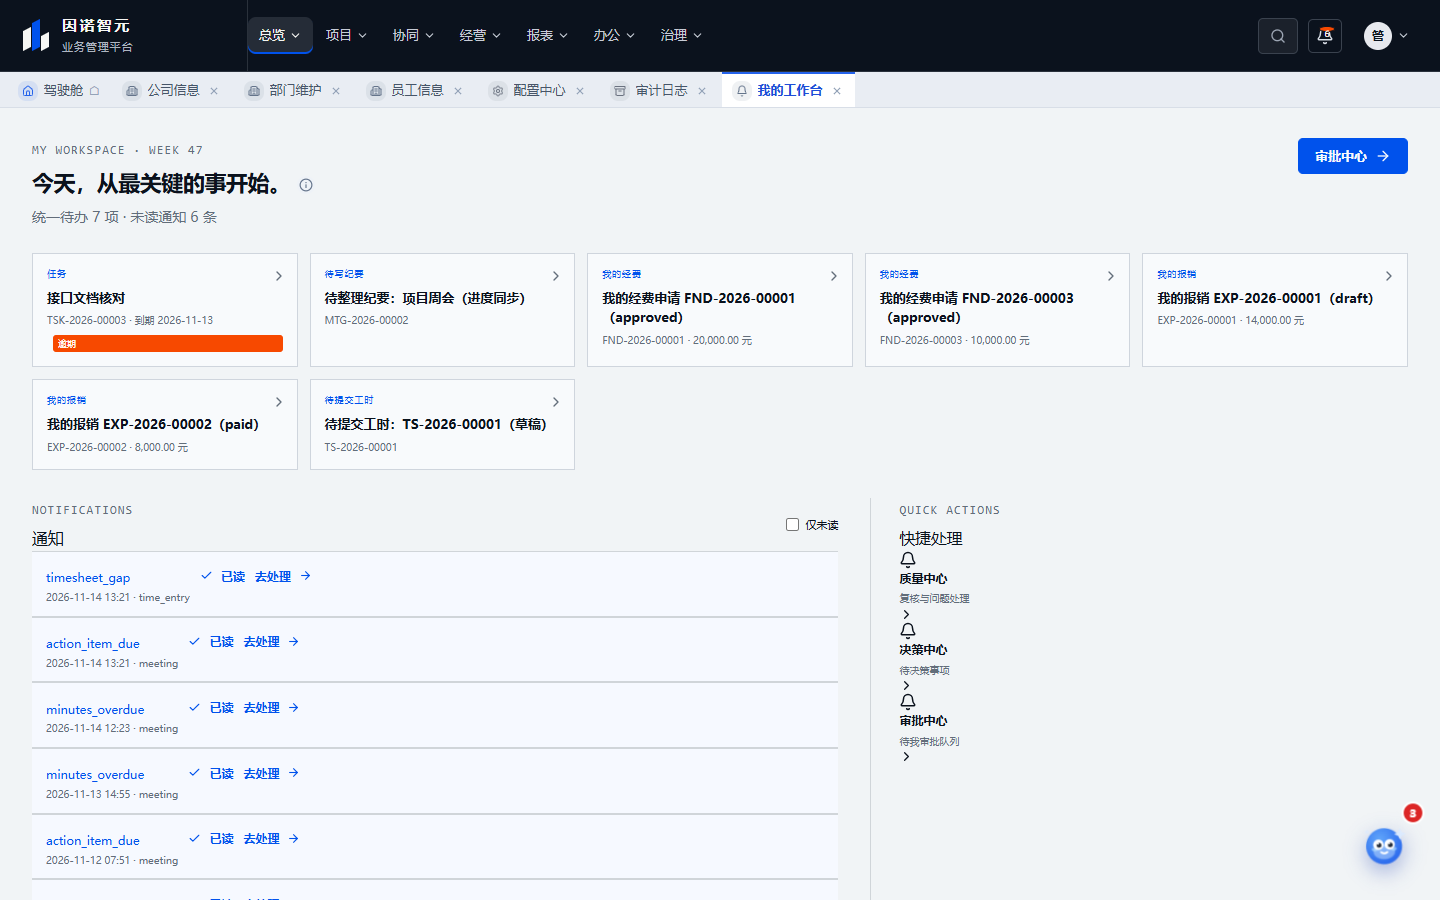 因诺智元
业务管理平台
总览
项目
协同
经营
报表
办公
治理
6
管
驾驶舱
公司信息
部门维护
员工信息
配置中心
审计日志
我的工作台
MY WORKSPACE · WEEK 47
今天，从最关键的事开始。
统一待办 7 项 · 未读通知 6 条
审批中心
任务
接口文档核对
TSK-2026-00003 · 到期 2026-11-13
逾期
待写纪要
待整理纪要：项目周会（进度同步）
MTG-2026-00002
我的经费
我的经费申请 FND-2026-00001
（approved）
FND-2026-00001 · 20,000.00 元
我的经费
我的经费申请 FND-2026-00003
（approved）
FND-2026-00003 · 10,000.00 元
我的报销
我的报销 EXP-2026-00001（draft）
EXP-2026-00001 · 14,000.00 元
我的报销
我的报销 EXP-2026-00002（paid）
EXP-2026-00002 · 8,000.00 元
待提交工时
待提交工时：TS-2026-00001（草稿）
TS-2026-00001
NOTIFICATIONS
通知
仅未读
timesheet_gap
已读 去处理
2026-11-14 13:21 · time_entry
action_item_due
已读 去处理
2026-11-14 13:21 · meeting
minutes_overdue
已读 去处理
2026-11-14 12:23 · meeting
minutes_overdue
已读 去处理
2026-11-13 14:55 · meeting
action_item_due
已读 去处理
2026-11-12 07:51 · meeting
QUICK ACTIONS
快捷处理
质量中心
复核与问题处理
决策中心
待决策事项
审批中心
待我审批队列
3